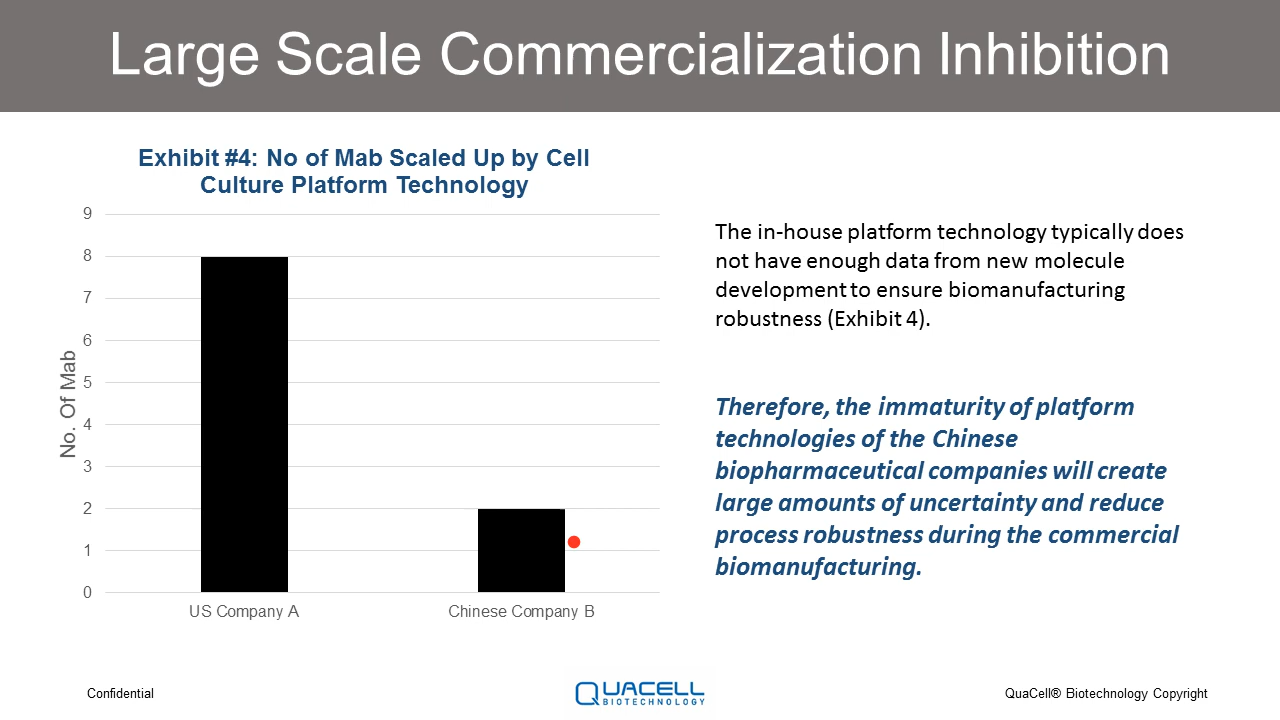 Large Scale Commercialization Inhibition
Exhibit #4: No of Mab Scaled Up by Cell
Culture Platform Technology
No. Of Mab
9
8
7
6
5
4
3
2
1
0
US Company A
Chinese Company B
The in-house platform technology typically does
not have enough data from new molecule
development to ensure biomanufacturing
robustness (Exhibit 4).
Therefore, the immaturity of platform
technologies of the Chinese
biopharmaceutical companies will create
large amounts of uncertainty and reduce
process robustness during the commercial
biomanufacturing.
Confidential
QUACELL
BIOTECHNOLOGY
QuaCell® Biotechnology Copyright